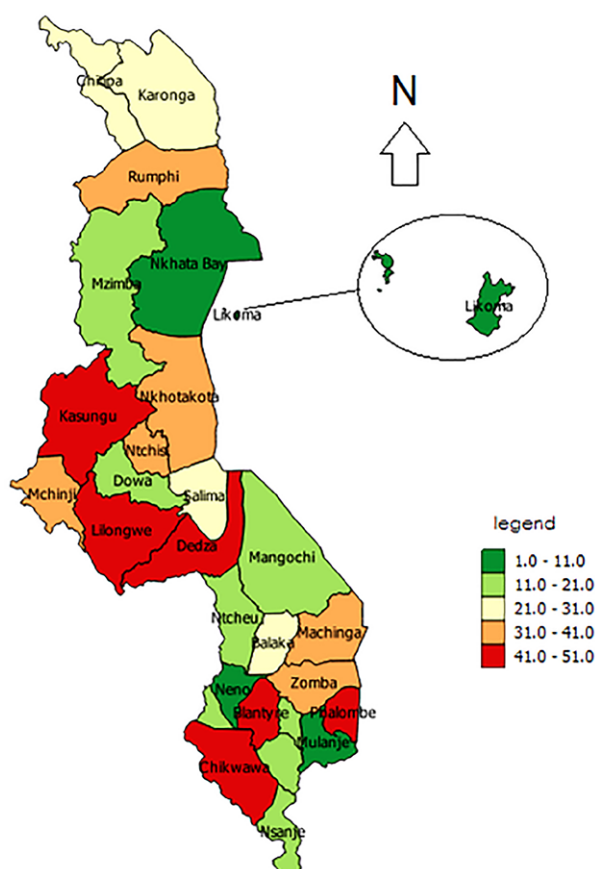 Chitipa
Karonga
N
Rumphi
Nkhata Bay
Mzimba
Likoma
Likoma
Nkhotakota
Kasungu
Ntchisi
Dowa
Mchinji
Salima
Lilongwe
Dedza
Mangochi
legend
1.0 - 11.0
11.0 - 21.0
21.0 - 31.0
31.0 - 41.0
41.0 - 51.0
Ntcheu
Balaka
Machinga
Zomba
Neno
Blantyre
Phalombe
Mulanje
Chikwawa
Nsanje